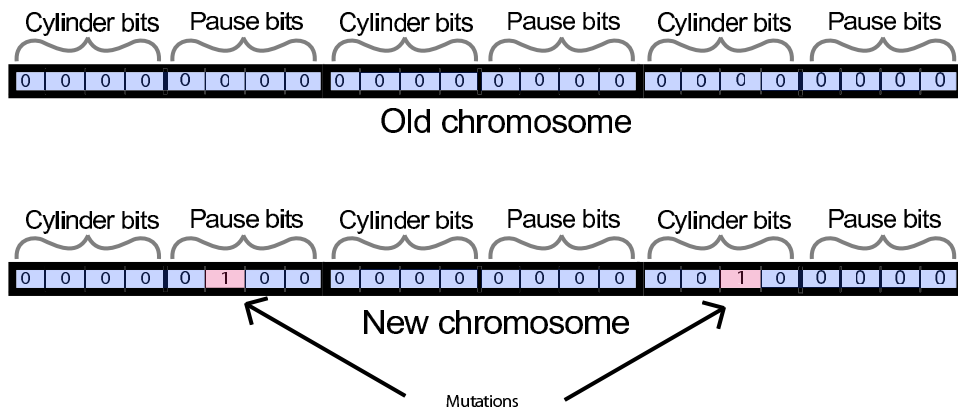 Cylinder bits Pause bits Cylinder bits Pause bits Cylinder bits Pause bits
0 0 0 0 0 0 0 0 0 0 0 0 0 0 0 0 0 0 0 0 0 0 0 0
Old chromosome
Cylinder bits Pause bits Cylinder bits Pause bits Cylinder bits Pause bits
0 0 0 0 0 1 0 0 0 0 0 0 0 0 0 0 0 0 1 0 0 0 0 0
New chromosome
Mutations